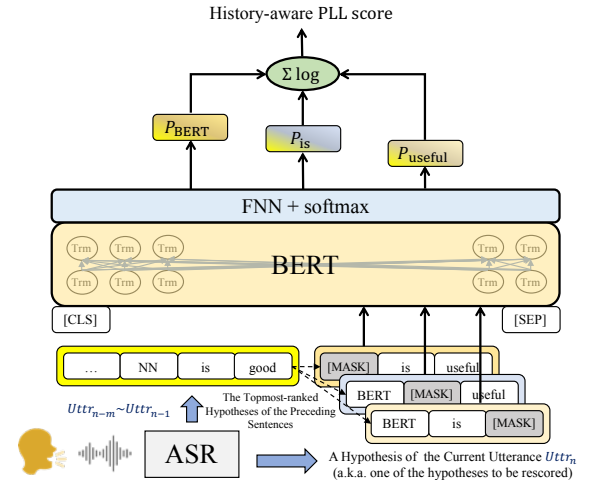 History-aware PLL score
Σ log
P_BERT
P_is
P_useful
FNN + softmax
Trm Trm Trm Trm Trm
BERT
Trm Trm Trm Trm Trm
[CLS]
[SEP]
… NN is good
[MASK] is useful
BERT [MASK] useful
BERT is [MASK]
Uttr_{n−m}~Uttr_{n−1}
The Topmost-ranked
Hypotheses of the Preceding
Sentences
ASR
A Hypothesis of the Current Utterance Uttr_n
(a.k.a. one of the hypotheses to be rescored)